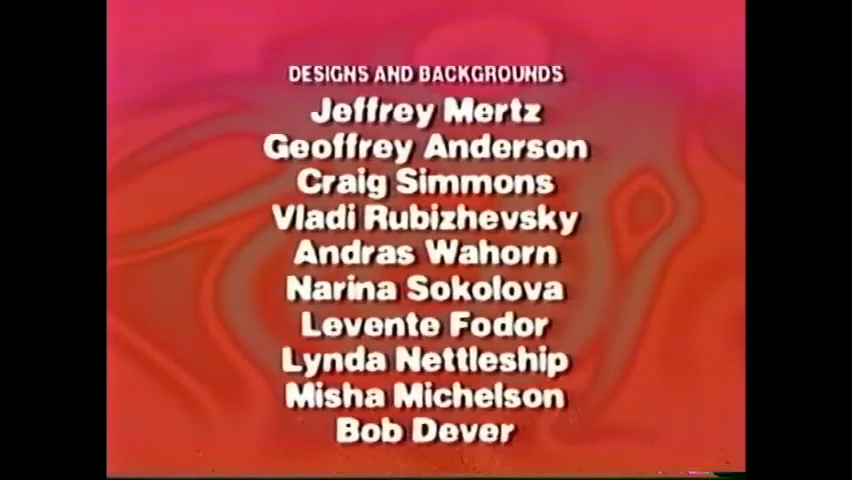 DESIGNS AND BACKGROUNDS
Jeffrey Mertz
Geoffrey Anderson
Craig Simmons
Vladi Rubizhevsky
Andras Wahorn
Narina Sokolova
Levente Fodor
Lynda Nettleship
Misha Michelson
Bob Dever